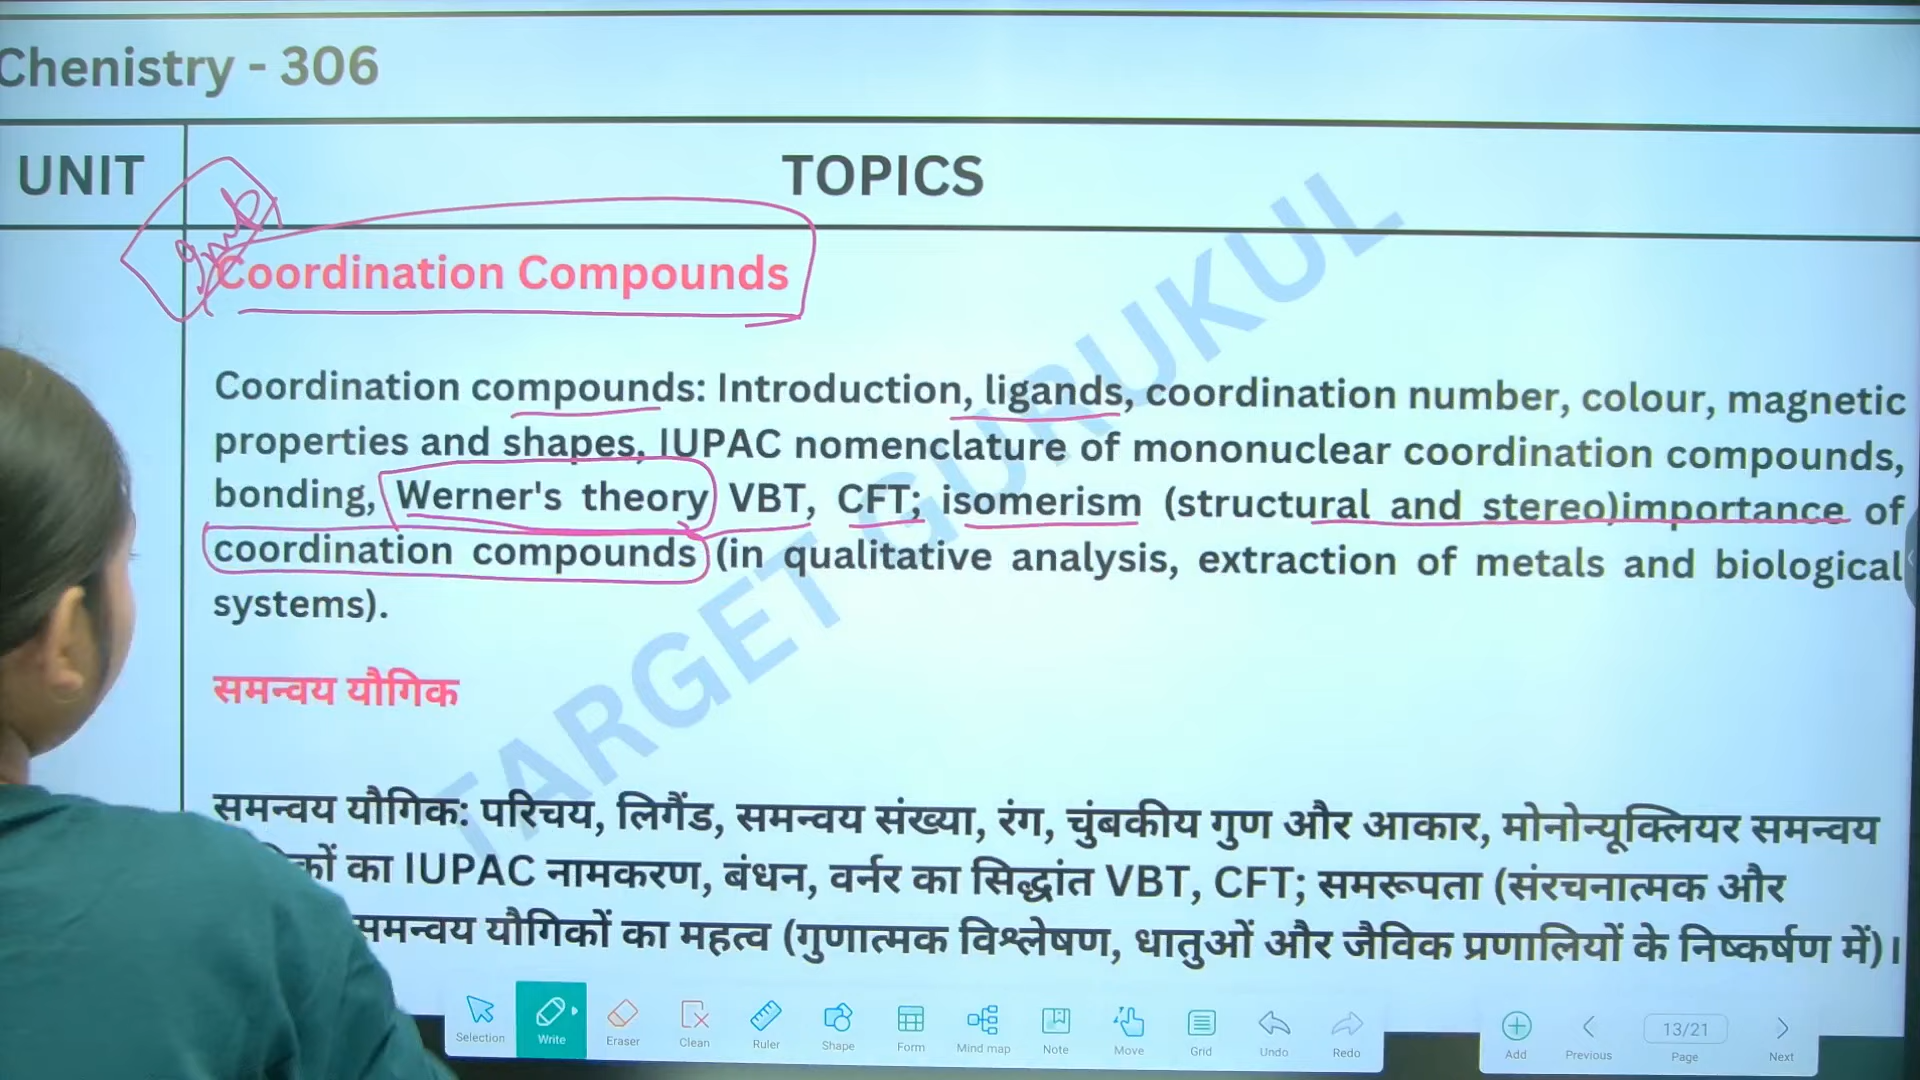 Chenistry - 306
UNIT
TOPICS
Coordination Compounds
Coordination compounds: Introduction, ligands, coordination number, colour, magnetic
properties and shapes, IUPAC nomenclature of mononuclear coordination compounds,
bonding, Werner's theory VBT, CFT; isomerism (structural and stereo)importance of
coordination compounds (in qualitative analysis, extraction of metals and biological
systems).
समन्वय यौगिक
समन्वय यौगिक: परिचय, लिगैंड, समन्वय संख्या, रंग, चुंबकीय गुण और आकार, मोनोन्यूक्लियर समन्वय
का IUPAC नामकरण, बंधन, वर्नर का सिद्धांत VBT, CFT; समरूपता (संरचनात्मक और
समन्वय यौगिकों का महत्व (गुणात्मक विश्लेषण, धातुओं और जैविक प्रणालियों के निष्कर्षण में)।
TARGET GURUKUL
Selection Write Eraser Clean Ruler Shape Form Mind map Note Move Grid Undo Redo
Add Previous 13/21 Page Next